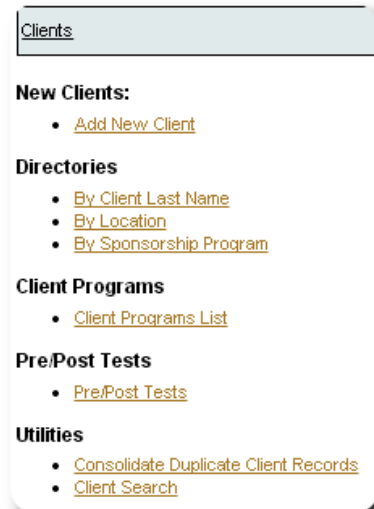 Clients
New Clients:
Add New Client
Directories
By Client Last Name
By Location
By Sponsorship Program
Client Programs
Client Programs List
Pre/Post Tests
Pre/Post Tests
Utilities
Consolidate Duplicate Client Records
Client Search